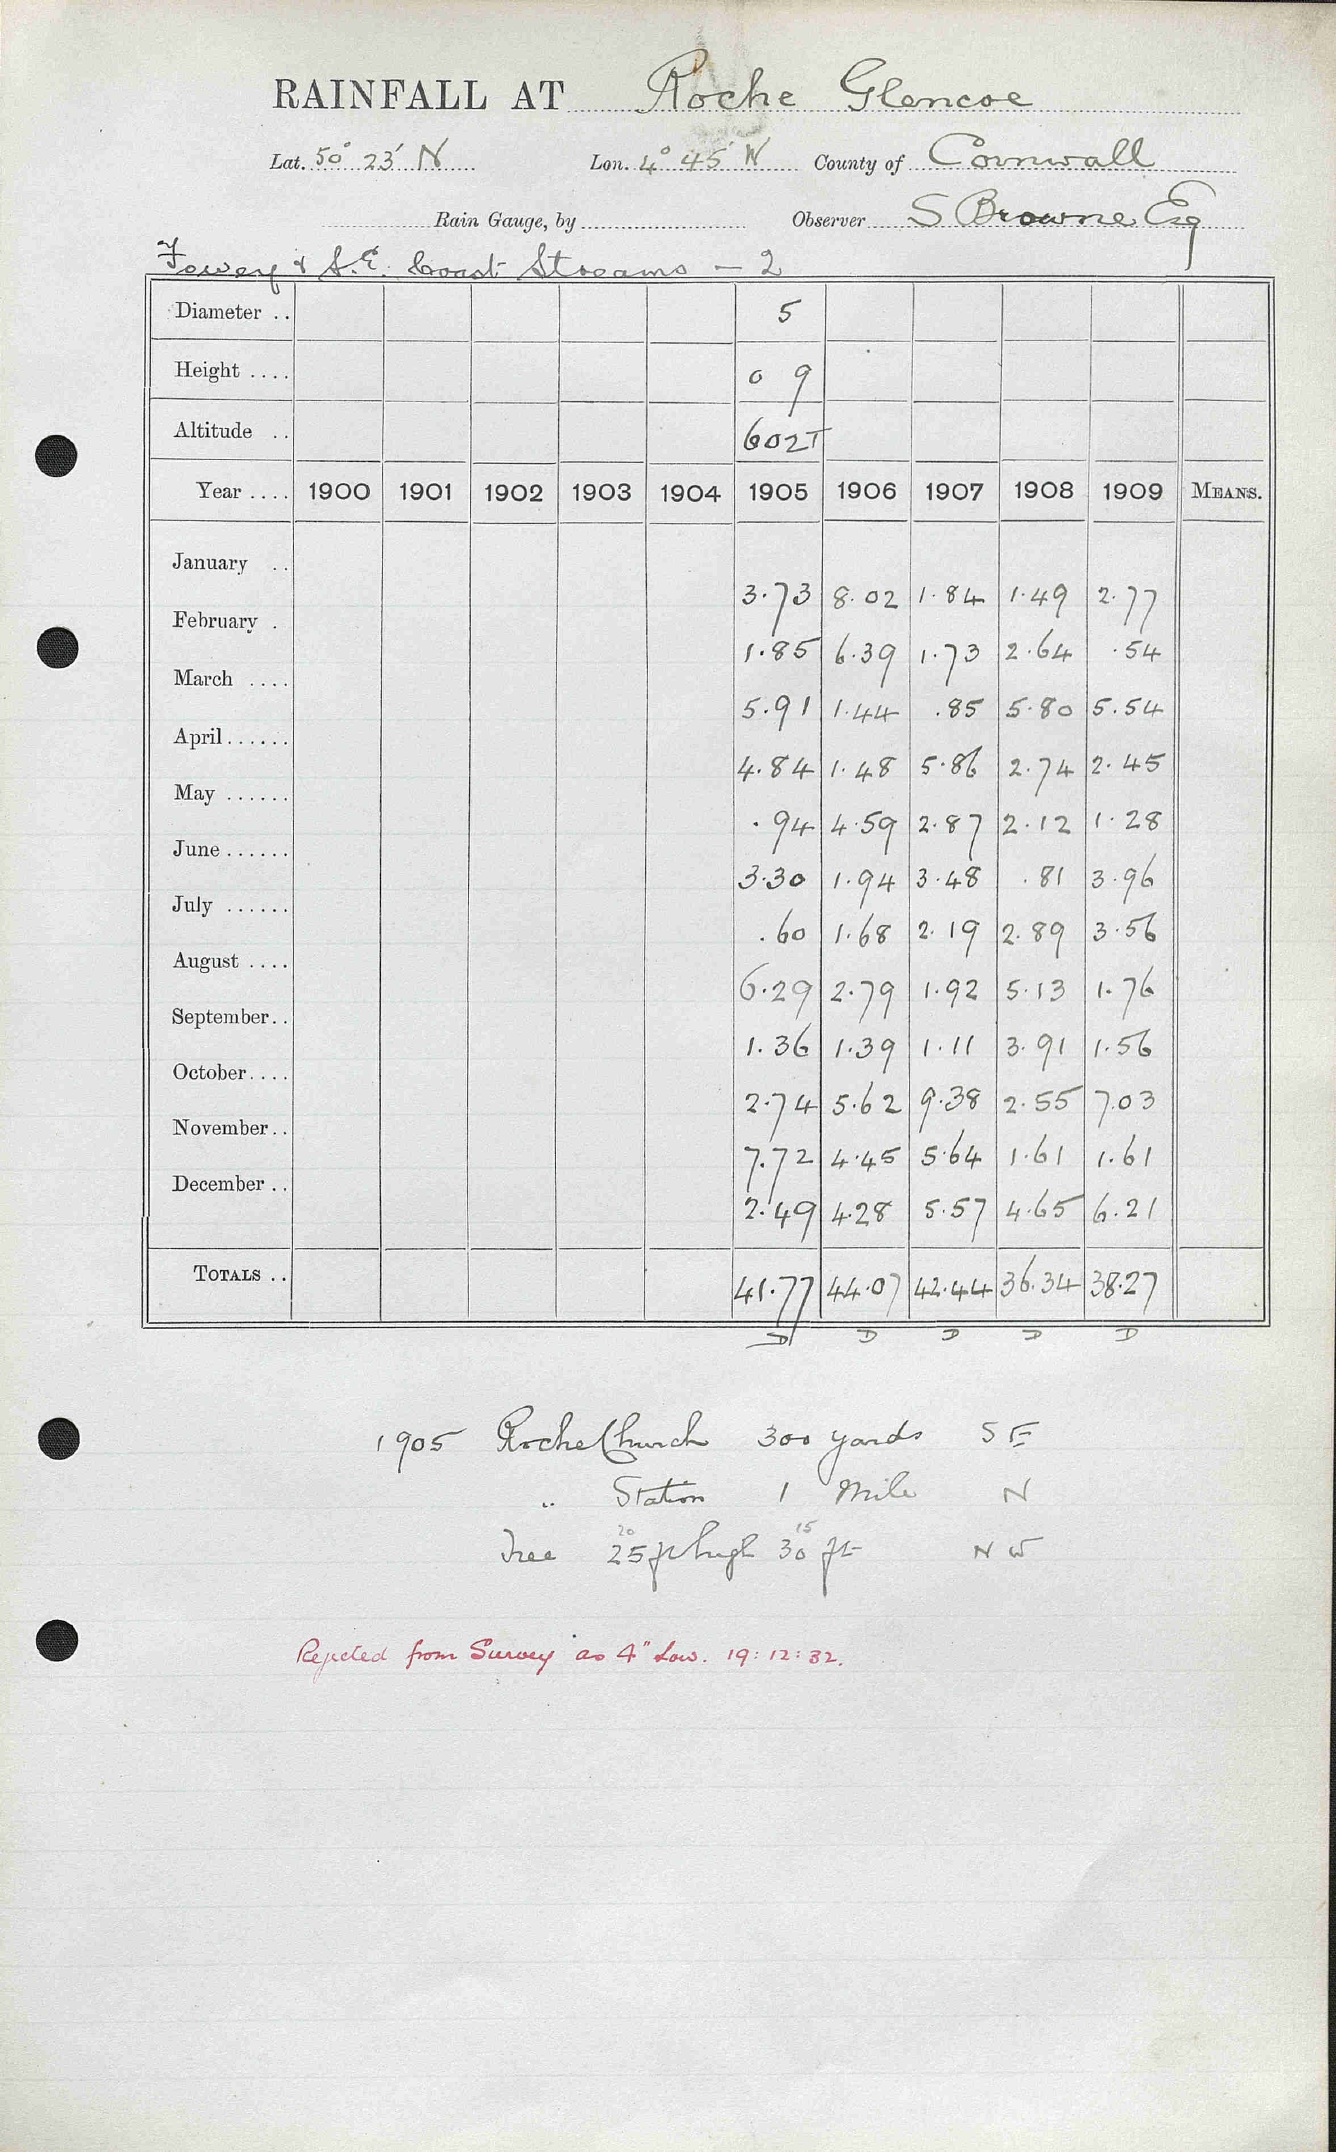 RAINFALL AT Roche Glencoe
Lat. 50° 23' N Lon. 4° 45' W County of Cornwall
Rain Gauge, by Observer S Browne Esq
Fowey & S.E. Coast Streams - 2
Diameter .. 5
Height .... 0 9
Altitude .. 602T
Year .... 1900 1901 1902 1903 1904 1905 1906 1907 1908 1909 MEANS.
January .. 3.73 8.02 1.84 1.49 2.77
February . 1.85 6.39 1.73 2.64 .54
March .... 5.91 1.44 .85 5.80 5.54
April...... 4.84 1.48 5.86 2.74 2.45
May ...... .94 4.59 2.87 2.12 1.28
June...... 3.30 1.94 3.48 .81 3.96
July ...... .60 1.68 2.19 2.89 3.56
August .... 6.29 2.79 1.92 5.13 1.76
September.. 1.36 1.39 1.11 3.91 1.56
October.... 2.74 5.62 9.38 2.55 7.03
November.. 7.72 4.45 5.64 1.61 1.61
December .. 2.49 4.28 5.57 4.65 6.21
TOTALS .. 41.77 44.07 42.44 36.34 38.27
D D D D D
1905 Roche Church 300 yards SE
" Station 1 Mile N
20 15
Tree 25 ft high 30 ft NW
Rejected from Survey as 4" low. 19:12:32.